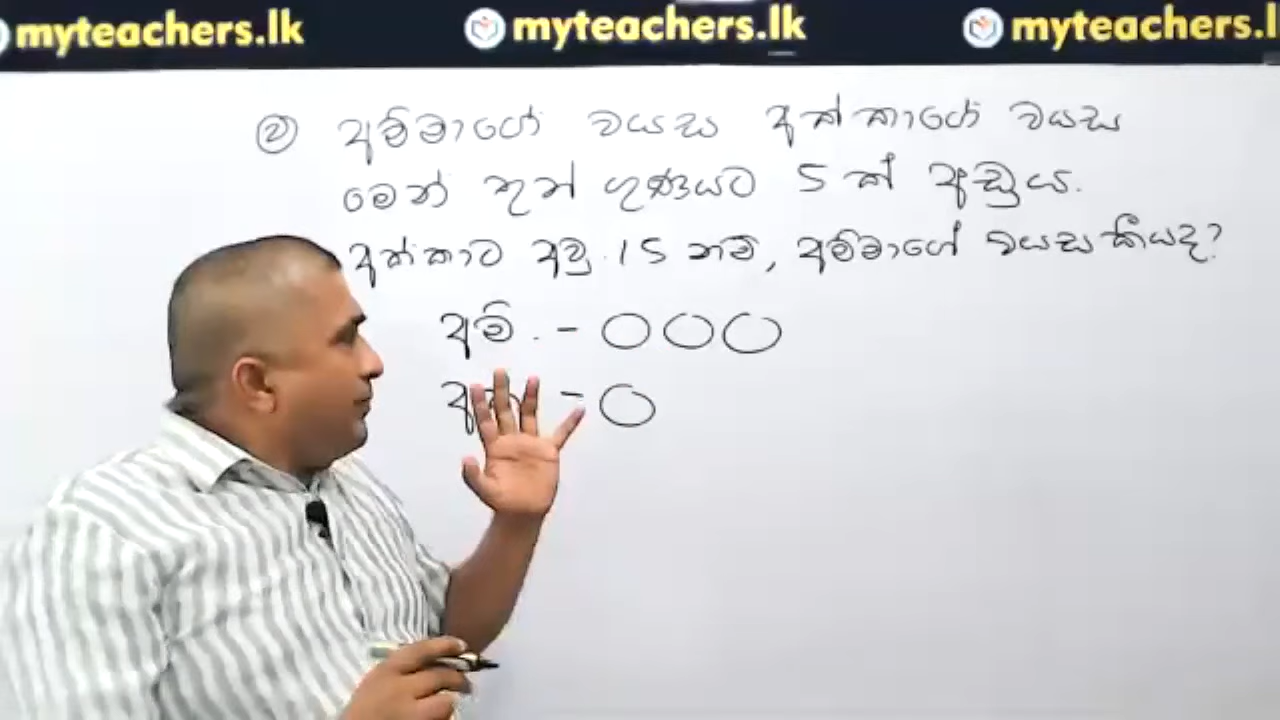 myteachers.lk myteachers.lk myteachers.l
② අම්මාගේ වයස අක්කාගේ වයස
මෙන් තුන් ගුණයට 5 ක් අඩුය.
අක්කාට අවු. 15 නම්, අම්මාගේ වයස කීයද?
අම්. - ○○○
- ○